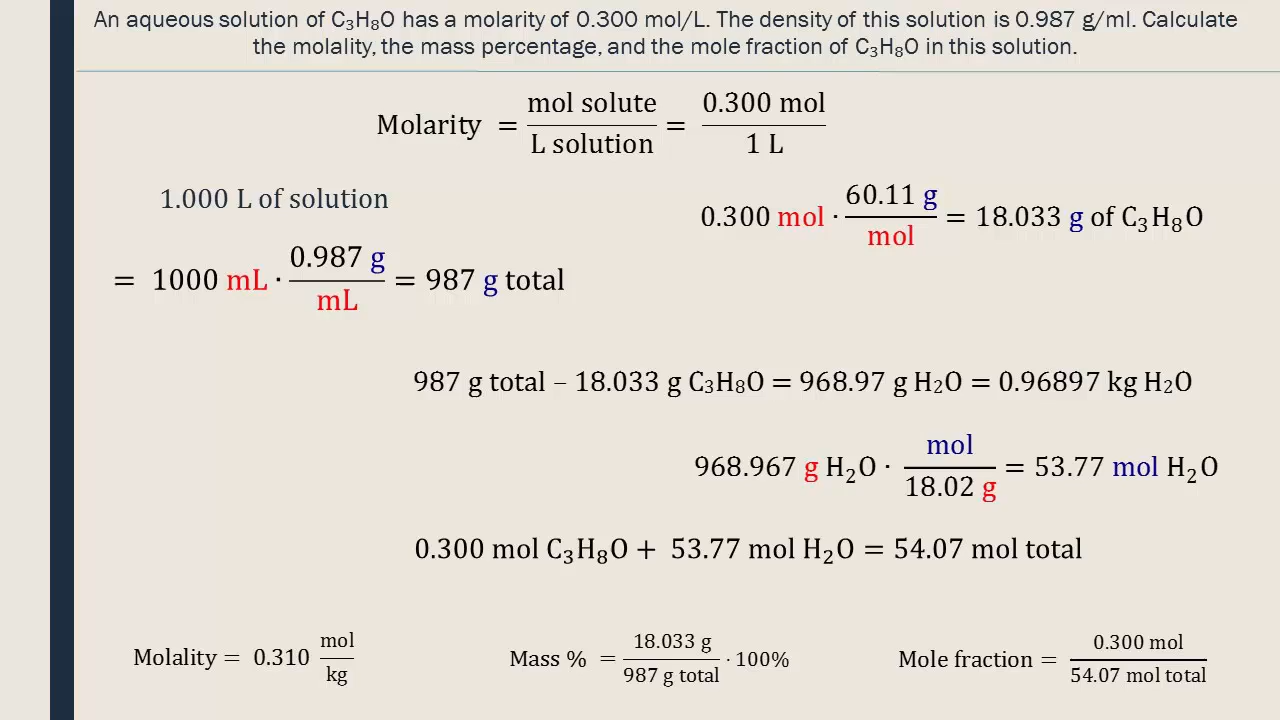 An aqueous solution of C₃H₈O has a molarity of 0.300 mol/L. The density of this solution is 0.987 g/ml. Calculate
the molality, the mass percentage, and the mole fraction of C₃H₈O in this solution.
Molarity = mol solute / L solution = 0.300 mol / 1 L
1.000 L of solution
0.300 mol · 60.11 g / mol = 18.033 g of C₃H₈O
= 1000 mL · 0.987 g / mL = 987 g total
987 g total – 18.033 g C₃H₈O = 968.97 g H₂O = 0.96897 kg H₂O
968.967 g H₂O · mol / 18.02 g = 53.77 mol H₂O
0.300 mol C₃H₈O + 53.77 mol H₂O = 54.07 mol total
Molality = 0.310 mol / kg
Mass % = 18.033 g / 987 g total · 100%
Mole fraction = 0.300 mol / 54.07 mol total